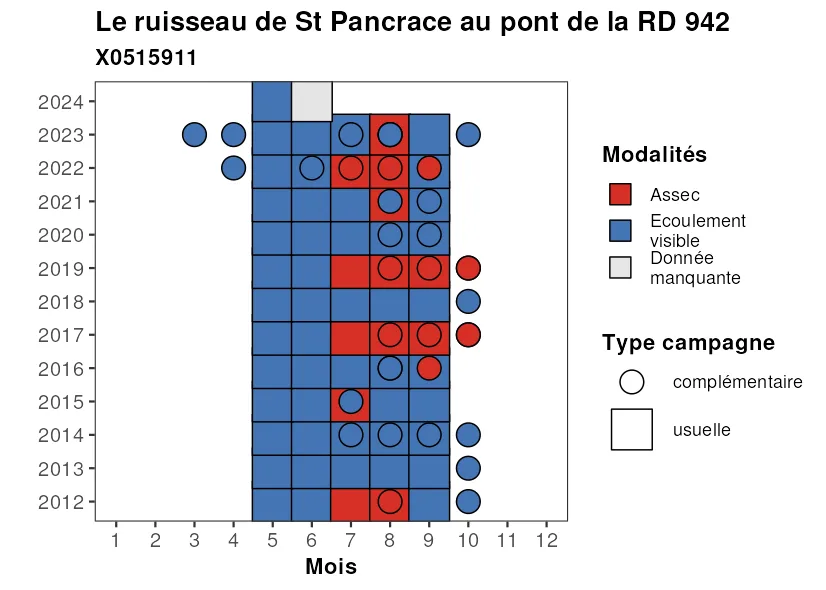 Le ruisseau de St Pancrace au pont de la RD 942
X0515911
2024
2023
2022
2021
2020
2019
2018
2017
2016
2015
2014
2013
2012
1 2 3 4 5 6 7 8 9 10 11 12
Mois
Modalités
Assec
Ecoulement
visible
Donnée
manquante
Type campagne
complémentaire
usuelle